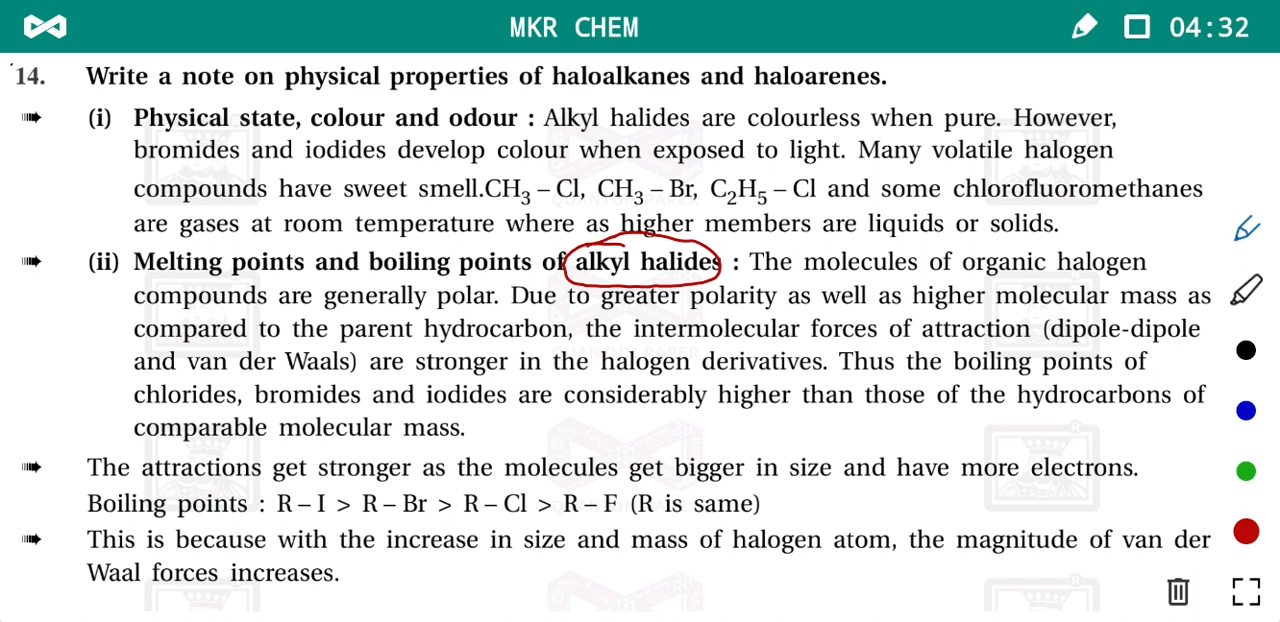 MKR CHEM
04:32
14. Write a note on physical properties of haloalkanes and haloarenes.
(i) Physical state, colour and odour : Alkyl halides are colourless when pure. However,
bromides and iodides develop colour when exposed to light. Many volatile halogen
compounds have sweet smell.CH₃ – Cl, CH₃ – Br, C₂H₅ – Cl and some chlorofluoromethanes
are gases at room temperature where as higher members are liquids or solids.
(ii) Melting points and boiling points of alkyl halides : The molecules of organic halogen
compounds are generally polar. Due to greater polarity as well as higher molecular mass as
compared to the parent hydrocarbon, the intermolecular forces of attraction (dipole-dipole
and van der Waals) are stronger in the halogen derivatives. Thus the boiling points of
chlorides, bromides and iodides are considerably higher than those of the hydrocarbons of
comparable molecular mass.
The attractions get stronger as the molecules get bigger in size and have more electrons.
Boiling points : R – I > R – Br > R – Cl > R – F (R is same)
This is because with the increase in size and mass of halogen atom, the magnitude of van der
Waal forces increases.